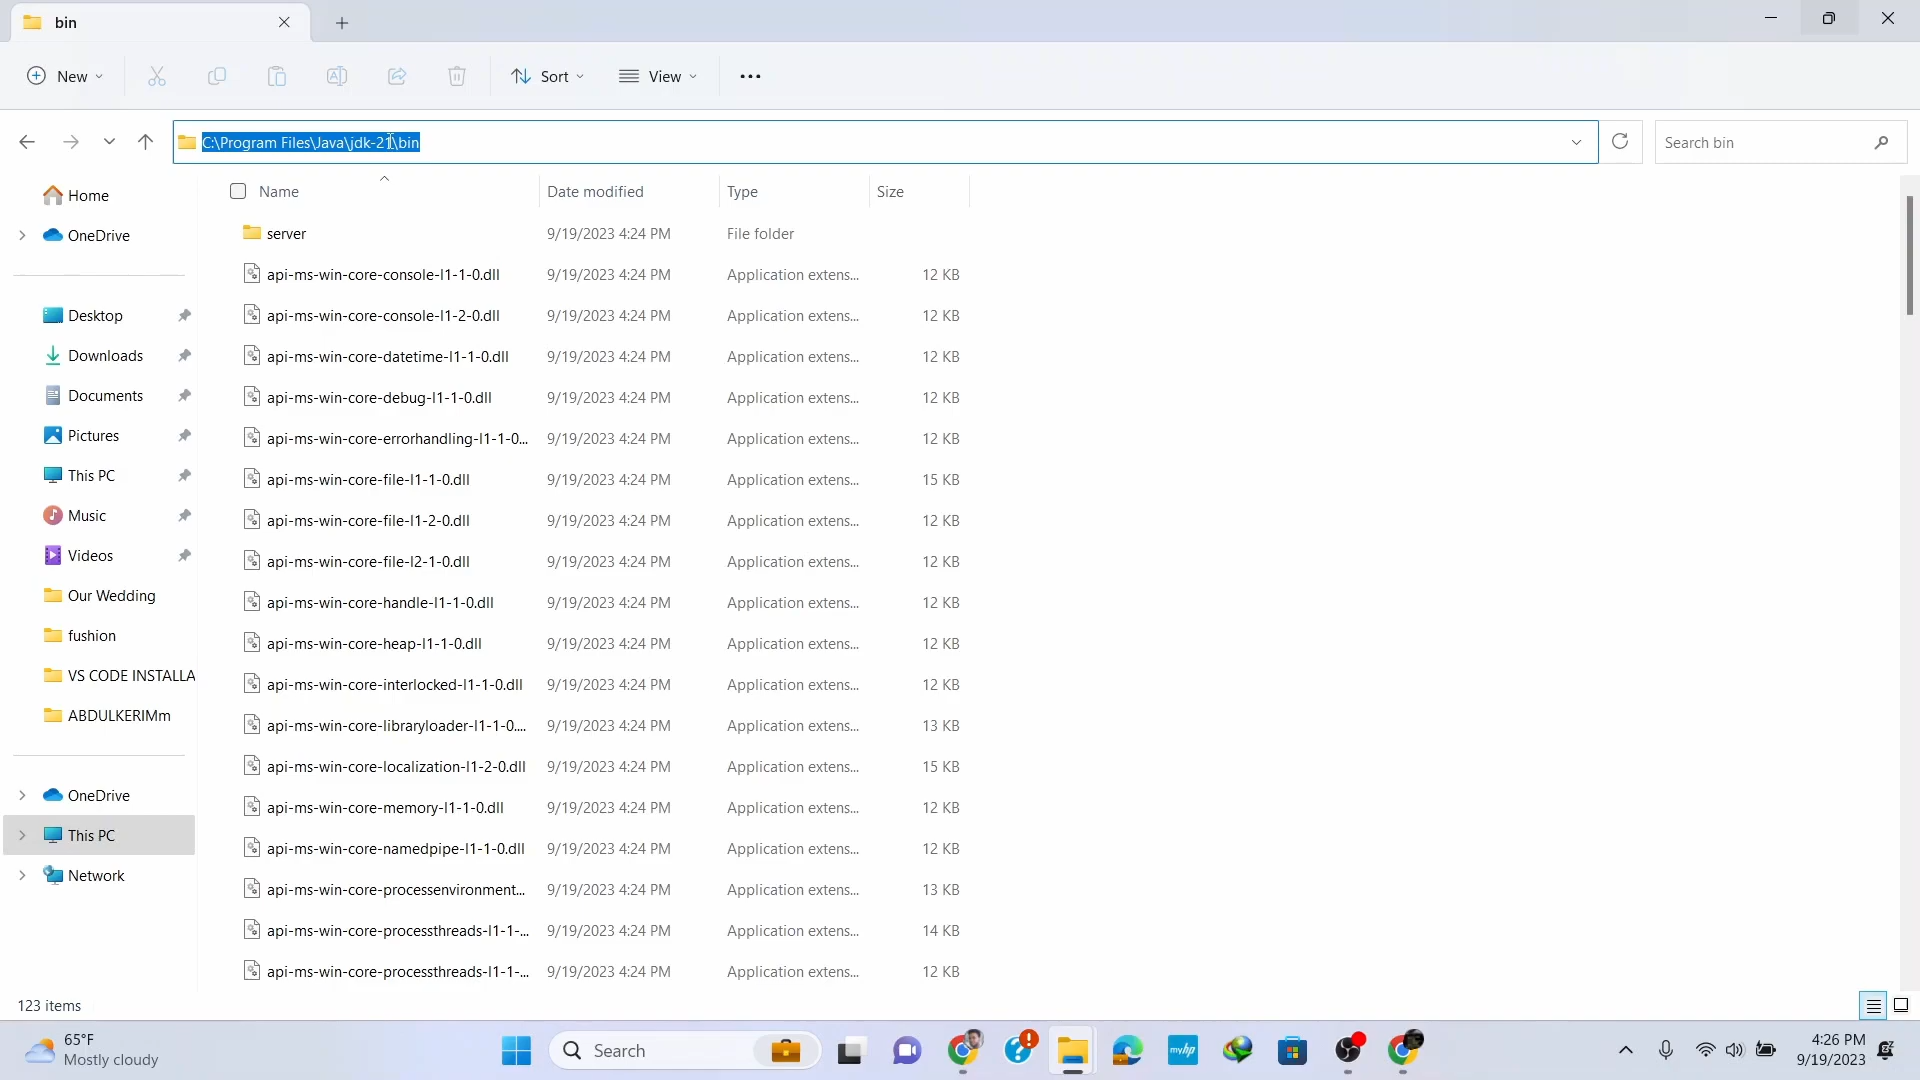 bin
New
Sort
View
C:\Program Files\Java\jdk-21\bin
Search bin
Name Date modified Type Size
Home
OneDrive
Desktop
Downloads
Documents
Pictures
This PC
Music
Videos
Our Wedding
fushion
VS CODE INSTALLA
ABDULKERIMm
OneDrive
This PC
Network
server 9/19/2023 4:24 PM File folder
api-ms-win-core-console-l1-1-0.dll 9/19/2023 4:24 PM Application extens... 12 KB
api-ms-win-core-console-l1-2-0.dll 9/19/2023 4:24 PM Application extens... 12 KB
api-ms-win-core-datetime-l1-1-0.dll 9/19/2023 4:24 PM Application extens... 12 KB
api-ms-win-core-debug-l1-1-0.dll 9/19/2023 4:24 PM Application extens... 12 KB
api-ms-win-core-errorhandling-l1-1-0... 9/19/2023 4:24 PM Application extens... 12 KB
api-ms-win-core-file-l1-1-0.dll 9/19/2023 4:24 PM Application extens... 15 KB
api-ms-win-core-file-l1-2-0.dll 9/19/2023 4:24 PM Application extens... 12 KB
api-ms-win-core-file-l2-1-0.dll 9/19/2023 4:24 PM Application extens... 12 KB
api-ms-win-core-handle-l1-1-0.dll 9/19/2023 4:24 PM Application extens... 12 KB
api-ms-win-core-heap-l1-1-0.dll 9/19/2023 4:24 PM Application extens... 12 KB
api-ms-win-core-interlocked-l1-1-0.dll 9/19/2023 4:24 PM Application extens... 12 KB
api-ms-win-core-libraryloader-l1-1-0.... 9/19/2023 4:24 PM Application extens... 13 KB
api-ms-win-core-localization-l1-2-0.dll 9/19/2023 4:24 PM Application extens... 15 KB
api-ms-win-core-memory-l1-1-0.dll 9/19/2023 4:24 PM Application extens... 12 KB
api-ms-win-core-namedpipe-l1-1-0.dll 9/19/2023 4:24 PM Application extens... 12 KB
api-ms-win-core-processenvironment... 9/19/2023 4:24 PM Application extens... 13 KB
api-ms-win-core-processthreads-l1-1-... 9/19/2023 4:24 PM Application extens... 14 KB
api-ms-win-core-processthreads-l1-1-... 9/19/2023 4:24 PM Application extens... 12 KB
123 items
65°F
Mostly cloudy
Search
myhp
4:26 PM
9/19/2023